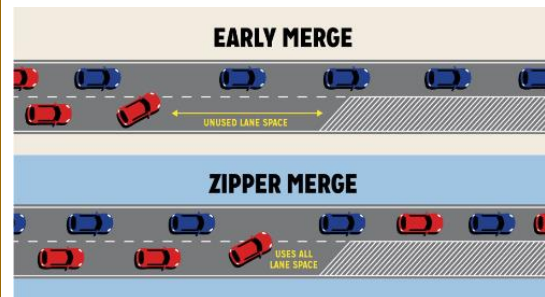 EARLY MERGE
UNUSED LANE SPACE
ZIPPER MERGE
USES ALL
LANE SPACE